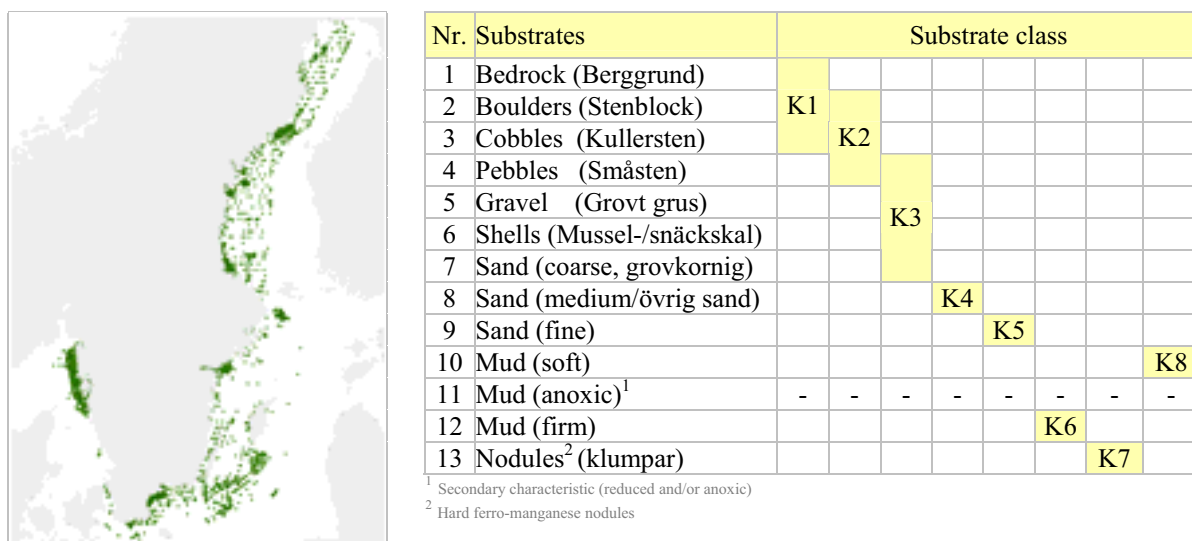 Nr. Substrates Substrate class
1 Bedrock (Berggrund)
2 Boulders (Stenblock) K1
3 Cobbles (Kullersten) K2
4 Pebbles (Småsten)
5 Gravel (Grovt grus) K3
6 Shells (Mussel-/snäckskal)
7 Sand (coarse, grovkornig)
8 Sand (medium/övrig sand) K4
9 Sand (fine) K5
10 Mud (soft) K8
11 Mud (anoxic)1 - - - - - - - -
12 Mud (firm) K6
13 Nodules2 (klumpar) K7
1 Secondary characteristic (reduced and/or anoxic)
2 Hard ferro-manganese nodules